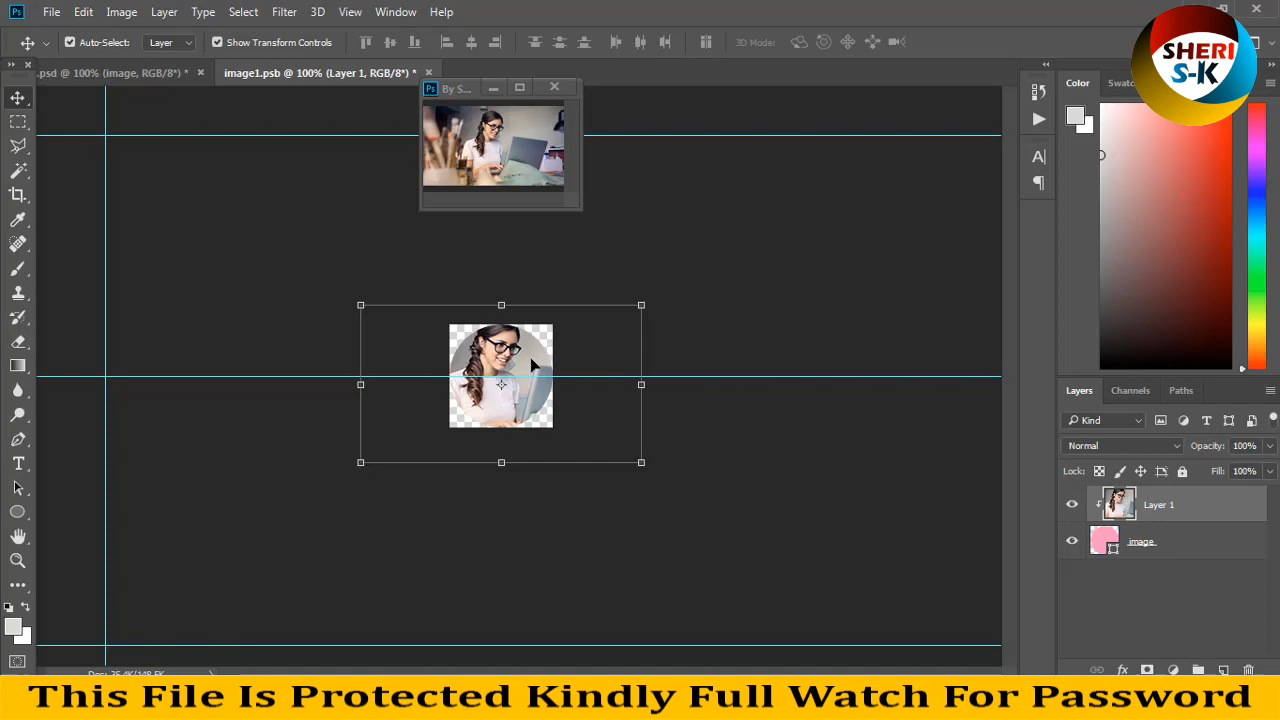 File Edit Image Layer Type Select Filter 3D View Window Help
Auto-Select: Layer Show Transform Controls 3D Mode:
.psd @ 100% (image, RGB/8*) * image1.psb @ 100% (Layer 1, RGB/8*) *
By S...
SHERI
S-K
Color Swatc
Layers Channels Paths
Kind
Normal Opacity: 100%
Lock: Fill: 100%
Layer 1
image
This File Is Protected Kindly Full Watch For Password